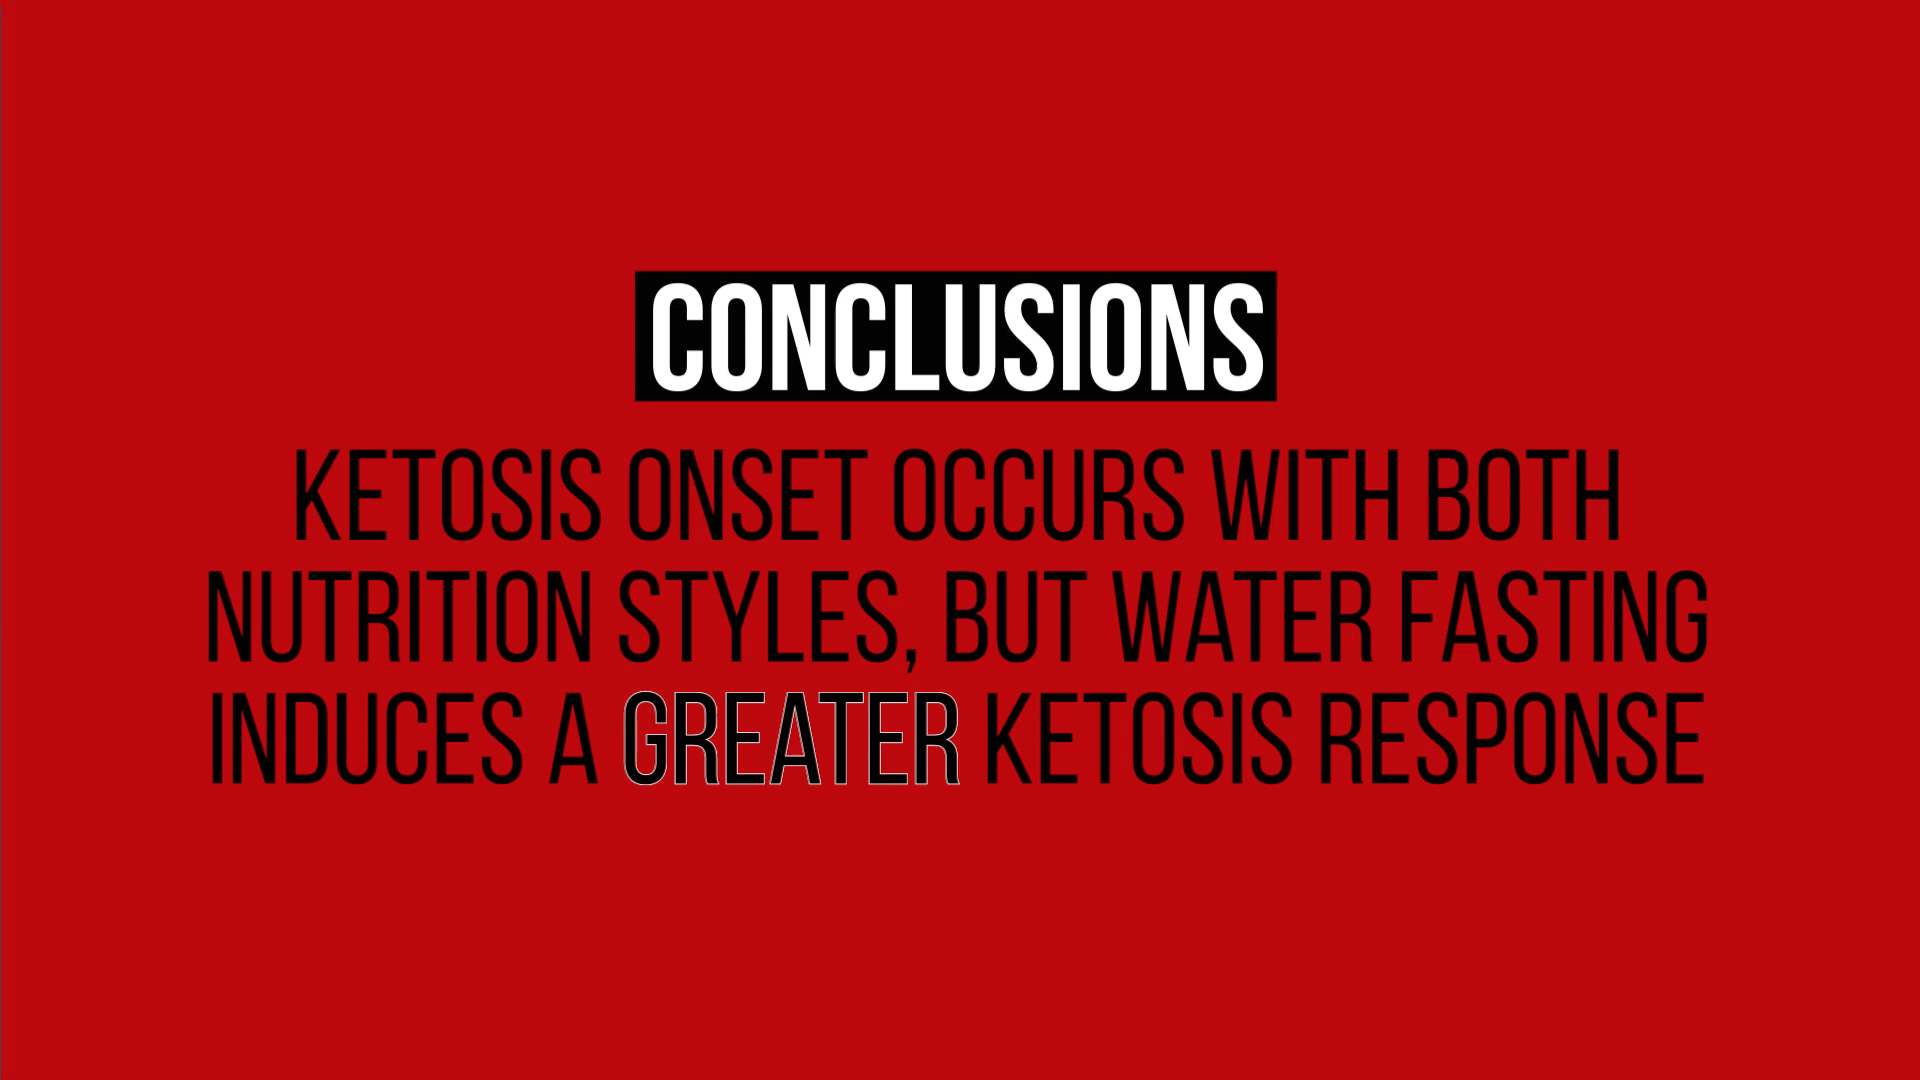 CONCLUSIONS
KETOSIS ONSET OCCURS WITH BOTH
NUTRITION STYLES, BUT WATER FASTING
INDUCES A GREATER KETOSIS RESPONSE